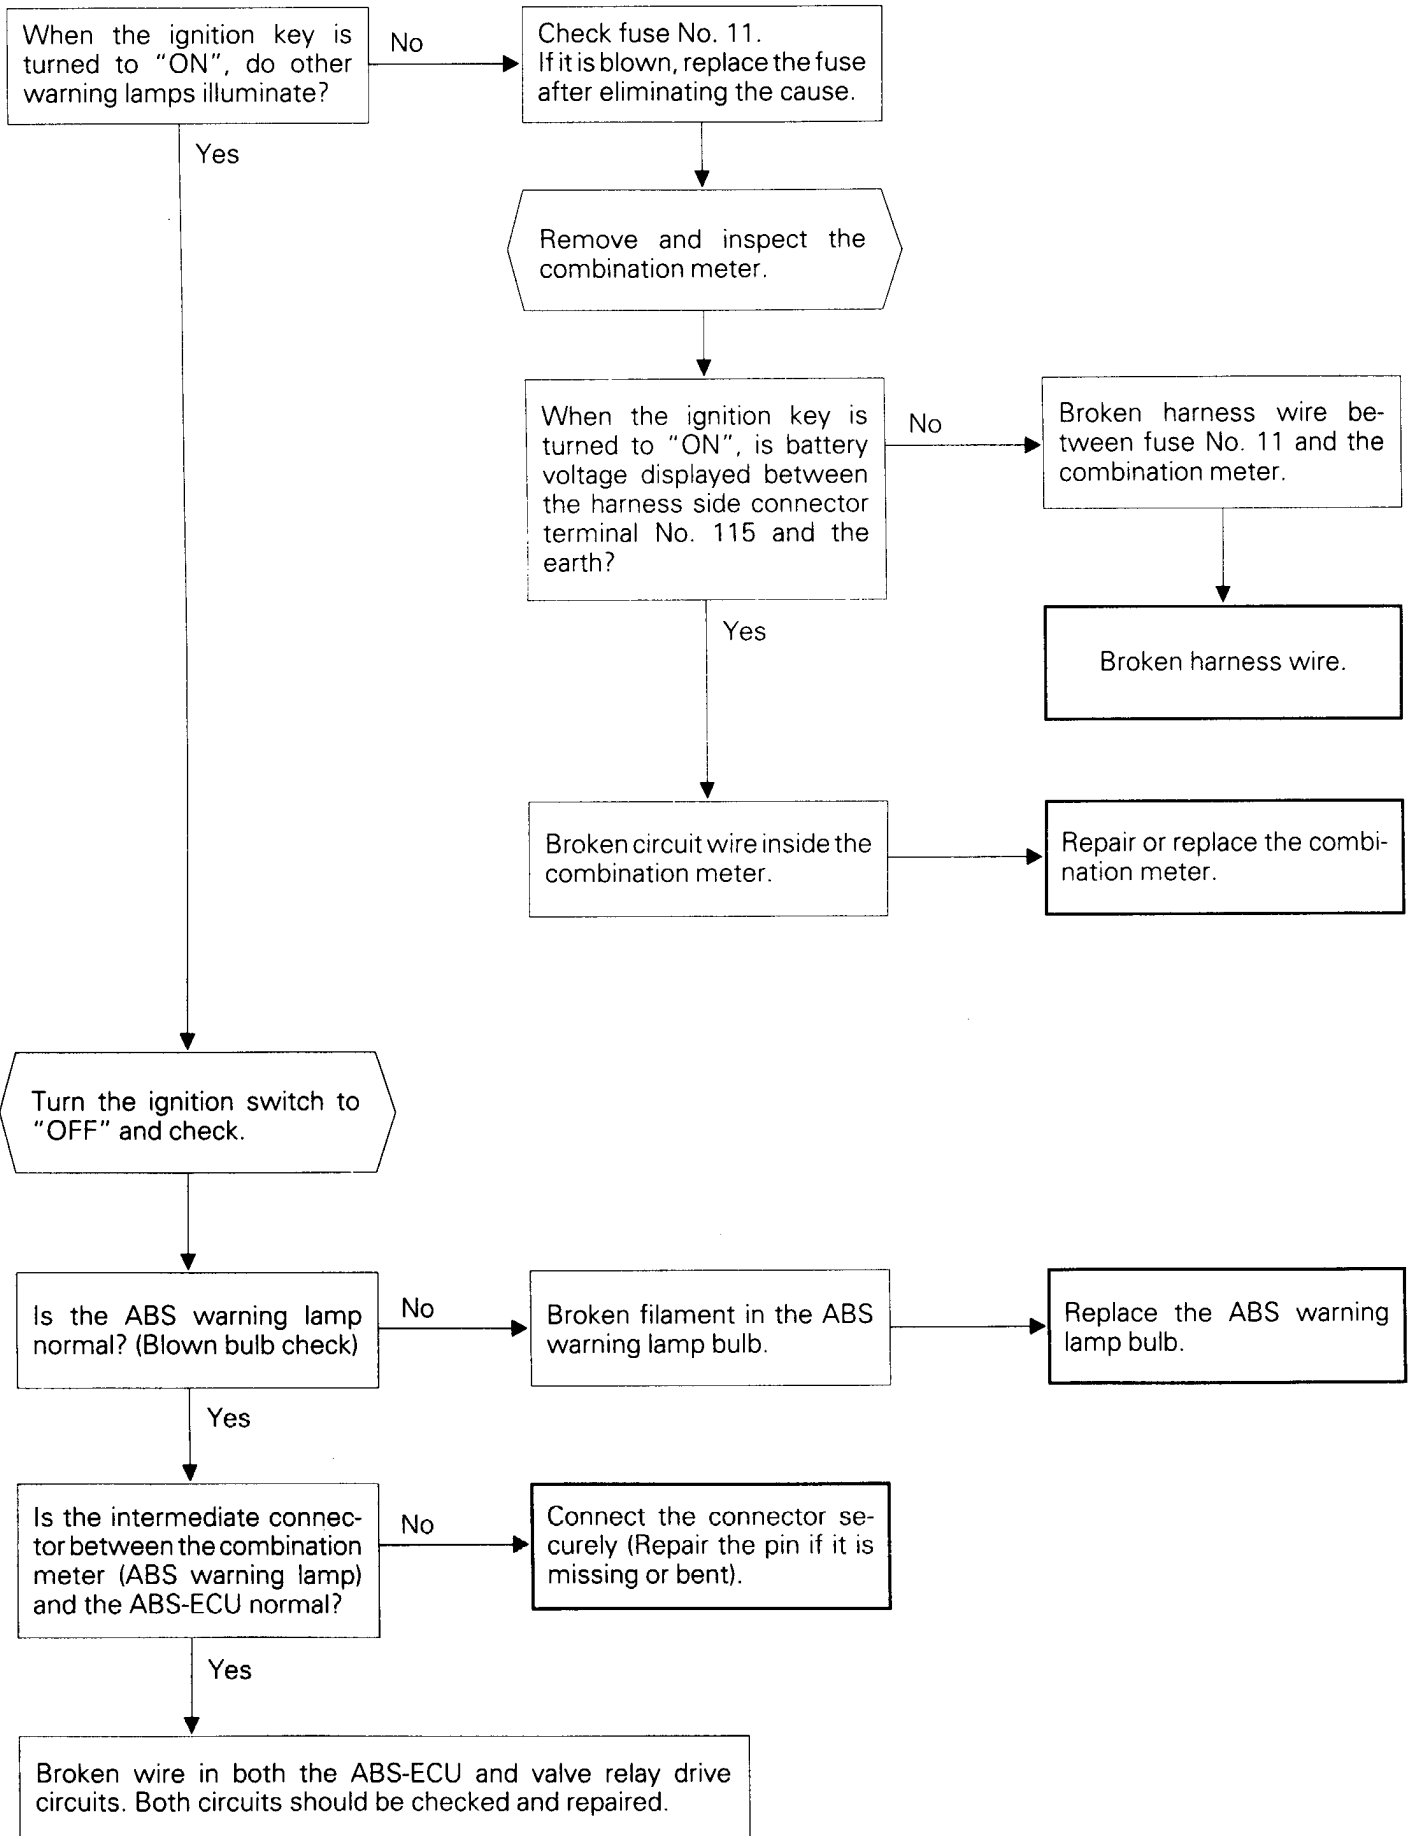 When the ignition key is
turned to "ON", do other
warning lamps illuminate?
No
Check fuse No. 11.
If it is blown, replace the fuse
after eliminating the cause.
Yes
Remove and inspect the
combination meter.
When the ignition key is
turned to "ON", is battery
voltage displayed between
the harness side connector
terminal No. 115 and the
earth?
No
Broken harness wire be-
tween fuse No. 11 and the
combination meter.
Yes
Broken harness wire.
Broken circuit wire inside the
combination meter.
Repair or replace the combi-
nation meter.
Turn the ignition switch to
"OFF" and check.
Is the ABS warning lamp
normal? (Blown bulb check)
No
Broken filament in the ABS
warning lamp bulb.
Replace the ABS warning
lamp bulb.
Yes
Is the intermediate connec-
tor between the combination
meter (ABS warning lamp)
and the ABS-ECU normal?
No
Connect the connector se-
curely (Repair the pin if it is
missing or bent).
Yes
Broken wire in both the ABS-ECU and valve relay drive
circuits. Both circuits should be checked and repaired.